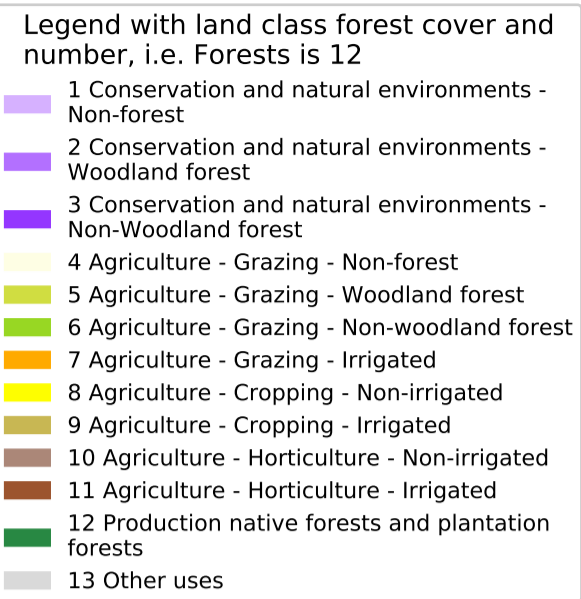 Legend with land class forest cover and
number, i.e. Forests is 12
1 Conservation and natural environments -
Non-forest
2 Conservation and natural environments -
Woodland forest
3 Conservation and natural environments -
Non-Woodland forest
4 Agriculture - Grazing - Non-forest
5 Agriculture - Grazing - Woodland forest
6 Agriculture - Grazing - Non-woodland forest
7 Agriculture - Grazing - Irrigated
8 Agriculture - Cropping - Non-irrigated
9 Agriculture - Cropping - Irrigated
10 Agriculture - Horticulture - Non-irrigated
11 Agriculture - Horticulture - Irrigated
12 Production native forests and plantation
forests
13 Other uses